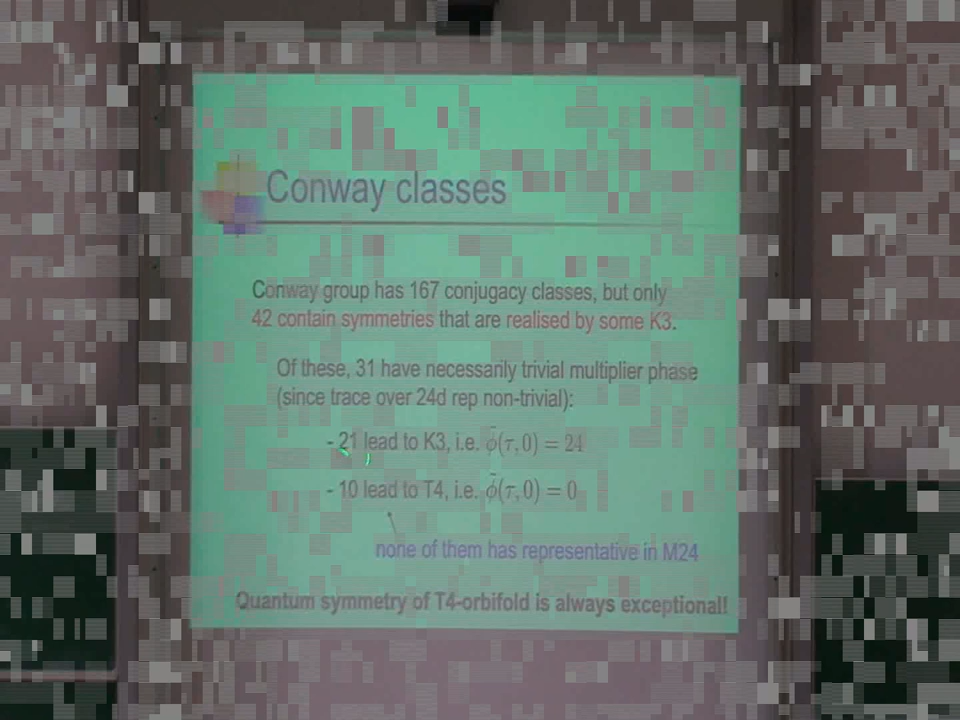 Conway classes
Conway group has 167 conjugacy classes, but only
42 contain symmetries that are realised by some K3.
Of these, 31 have necessarily trivial multiplier phase
(since trace over 24d rep non-trivial):
- 21 lead to K3, i.e. ϕ̃(τ,0) = 24
- 10 lead to T4, i.e. ϕ̃(τ,0) = 0
none of them has representative in M24
Quantum symmetry of T4-orbifold is always exceptional!